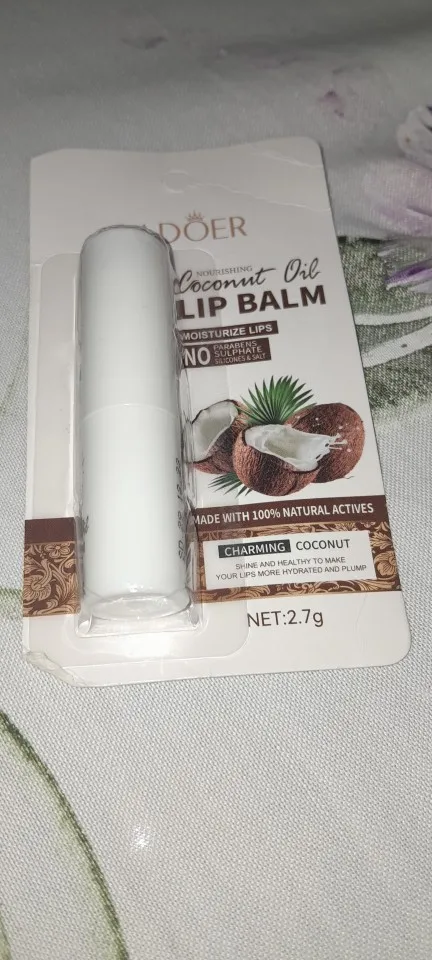 ADOER
NOURISHING
Coconut Oil
LIP BALM
MOISTURIZE LIPS
NO PARABENS
SULPHATE
SILICONES & SALT
MADE WITH 100% NATURAL ACTIVES
CHARMING COCONUT
SHINE AND HEALTHY TO MAKE
YOUR LIPS MORE HYDRATED AND PLUMP
NET:2.7g